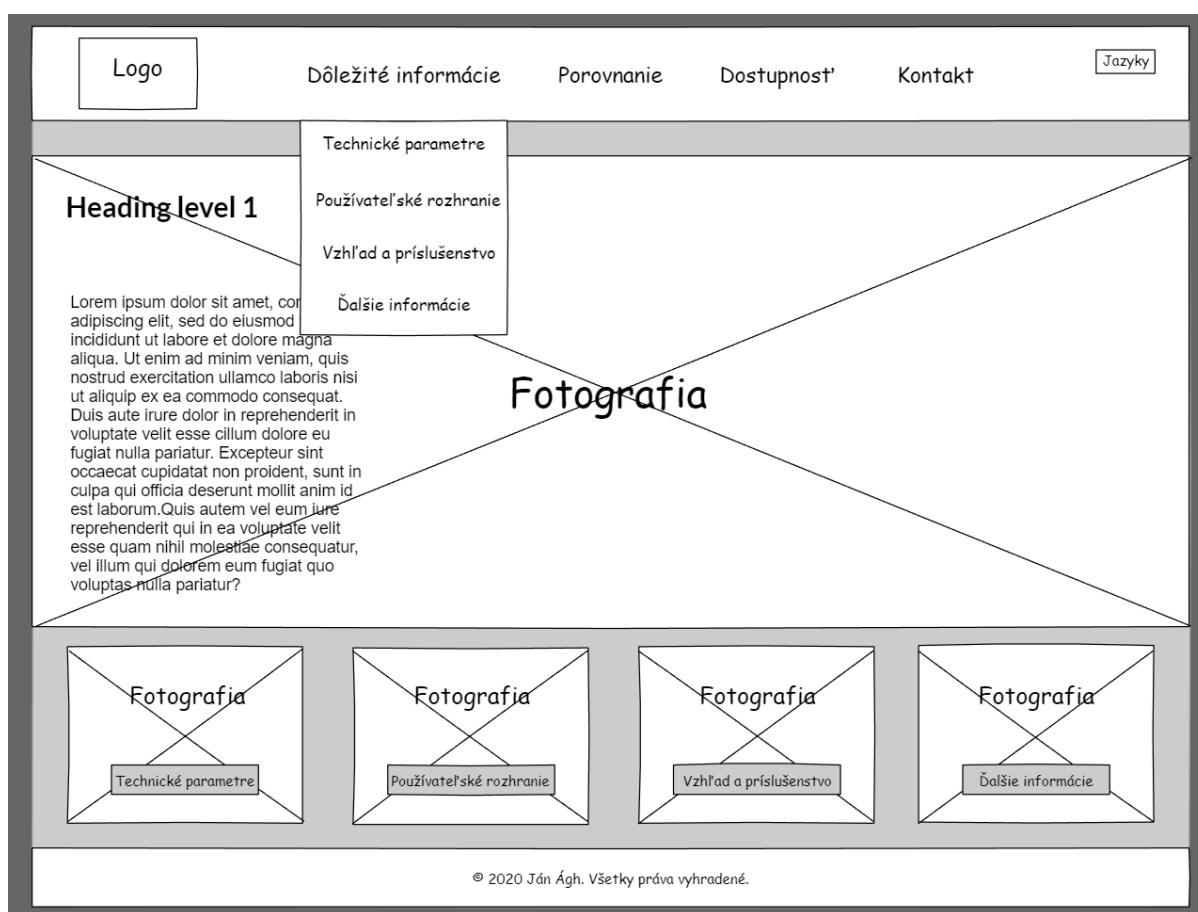 Logo
Dôležité informácie
Porovnanie
Dostupnosť
Kontakt
Jazyky
Technické parametre
Používateľské rozhranie
Vzhľad a príslušenstvo
Ďalšie informácie
Heading level 1
Lorem ipsum dolor sit amet, con
adipiscing elit, sed do eiusmod
incididunt ut labore et dolore magna
aliqua. Ut enim ad minim veniam, quis
nostrud exercitation ullamco laboris nisi
ut aliquip ex ea commodo consequat.
Duis aute irure dolor in reprehenderit in
voluptate velit esse cillum dolore eu
fugiat nulla pariatur. Excepteur sint
occaecat cupidatat non proident, sunt in
culpa qui officia deserunt mollit anim id
est laborum.Quis autem vel eum iure
reprehenderit qui in ea voluptate velit
esse quam nihil molestiae consequatur,
vel illum qui dolorem eum fugiat quo
voluptas nulla pariatur?
Fotografia
Fotografia
Technické parametre
Fotografia
Používateľské rozhranie
Fotografia
Vzhľad a príslušenstvo
Fotografia
Ďalšie informácie
© 2020 Ján Ágh. Všetky práva vyhradené.